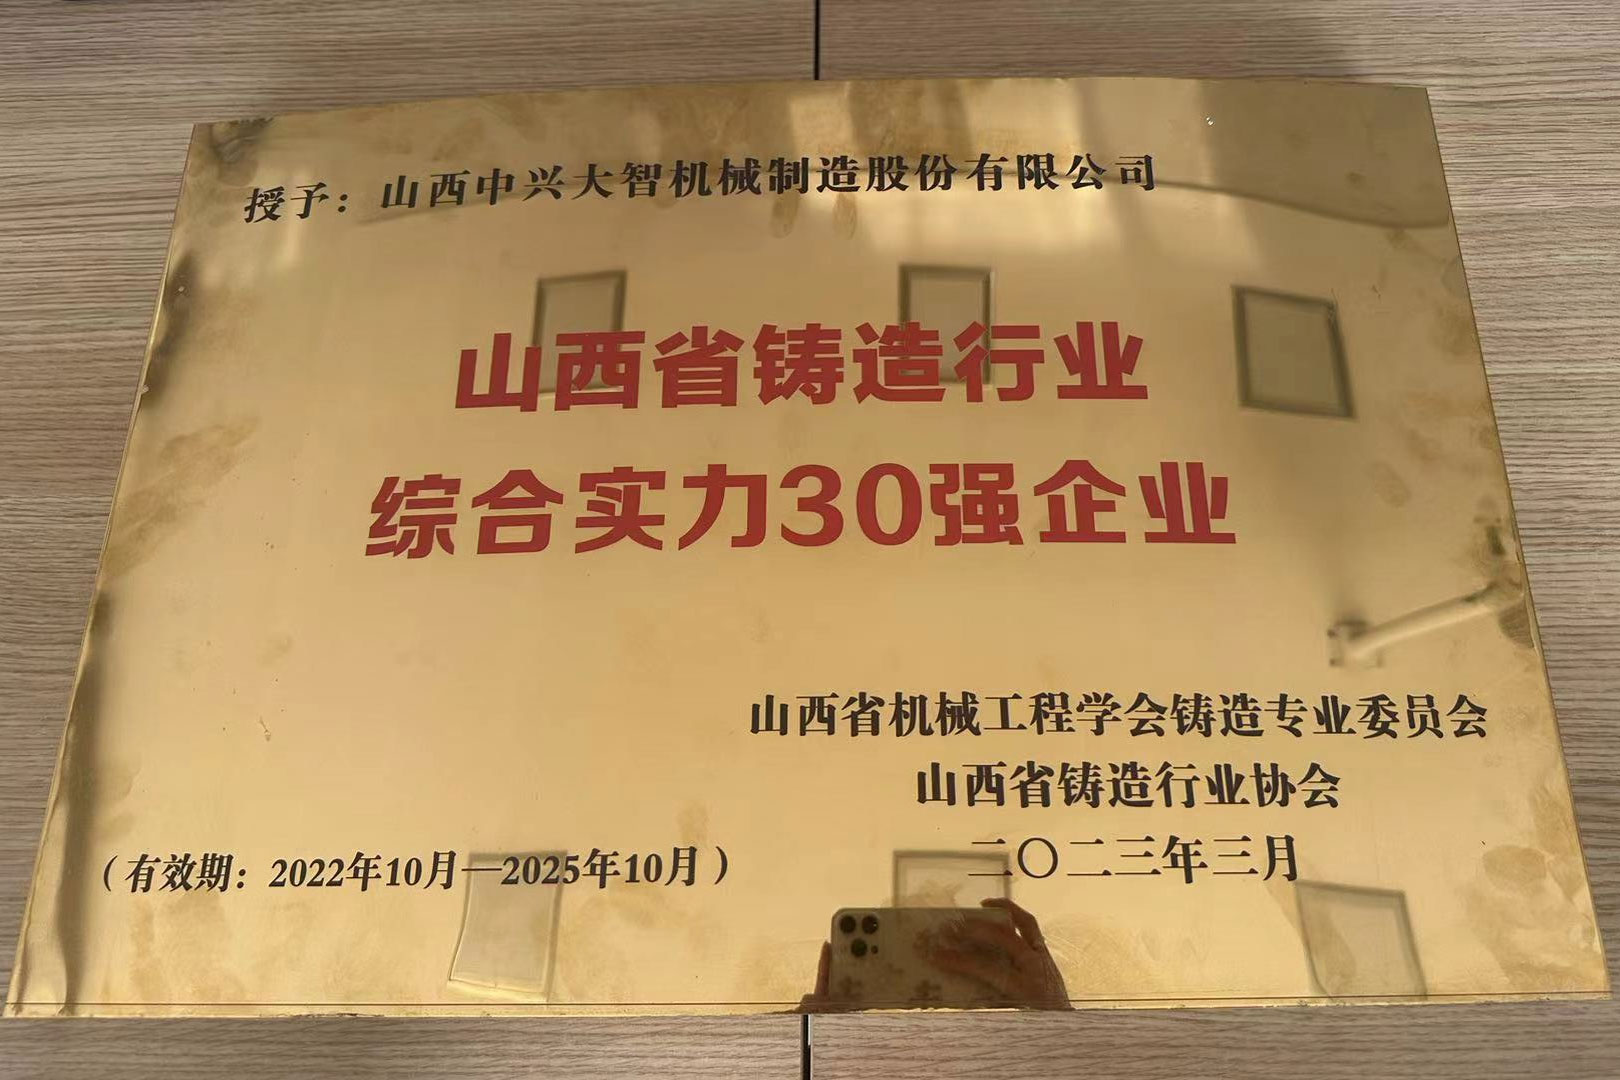 授予：山西中兴大智机械制造股份有限公司
山西省铸造行业
综合实力30强企业
山西省机械工程学会铸造专业委员会
山西省铸造行业协会
二〇二三年三月
（有效期：2022年10月—2025年10月）